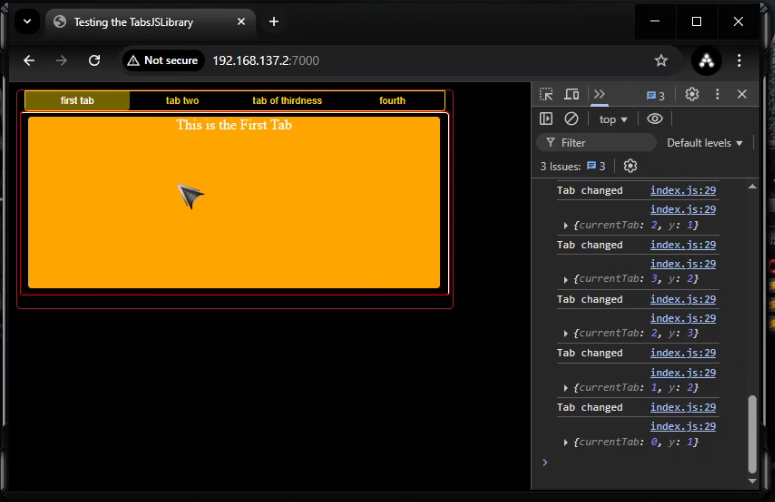 Testing the TabsJSLibrary
Not secure 192.168.137.2:7000
first tab tab two tab of thirdness fourth
This is the First Tab
3
top
Filter Default levels
3 Issues: 3
Tab changed index.js:29
index.js:29
{currentTab: 2, y: 1}
Tab changed index.js:29
index.js:29
{currentTab: 3, y: 2}
Tab changed index.js:29
index.js:29
{currentTab: 2, y: 3}
Tab changed index.js:29
index.js:29
{currentTab: 1, y: 2}
Tab changed index.js:29
index.js:29
{currentTab: 0, y: 1}